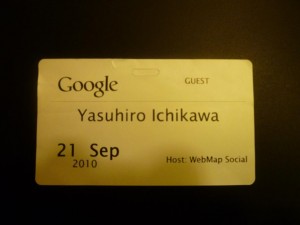 Google GUEST
Yasuhiro Ichikawa
21 Sep
2010 Host: WebMap Social